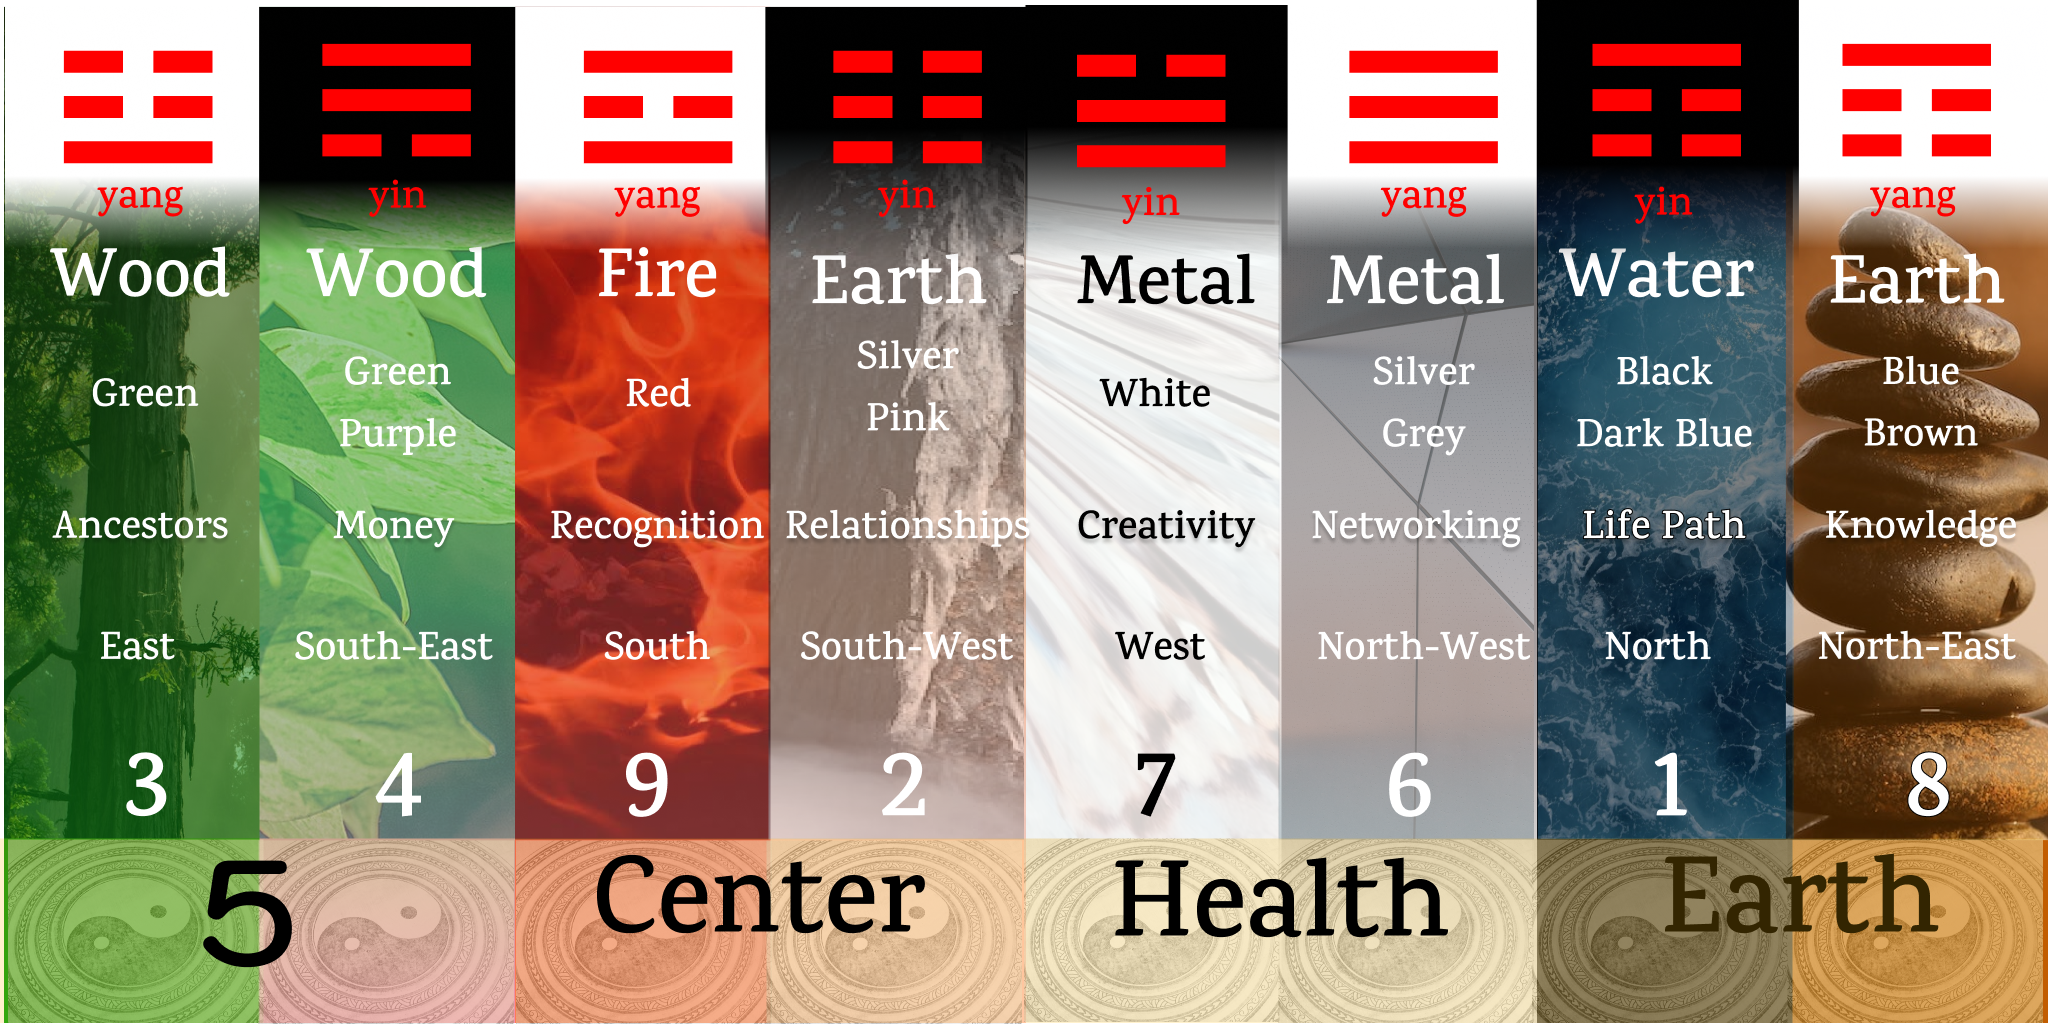 yang
Wood
Green
Ancestors
East
3
yin
Wood
Green
Purple
Money
South-East
4
yang
Fire
Red
Recognition
South
9
yin
Earth
Silver
Pink
Relationships
South-West
2
yin
Metal
White
Creativity
West
7
yang
Metal
Silver
Grey
Networking
North-West
6
yin
Water
Black
Dark Blue
Life Path
North
1
yang
Earth
Blue
Brown
Knowledge
North-East
8
5 Center Health Earth